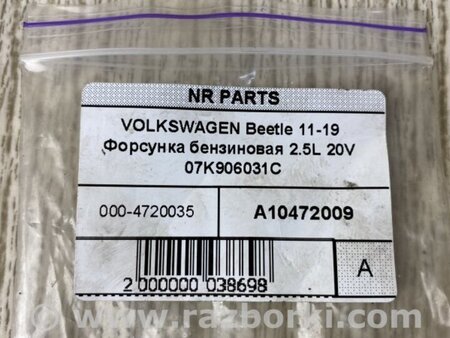 NR PARTS
VOLKSWAGEN Beetle 11-19
Форсунка бензиновая 2.5L 20V
07K906031C
000-4720035
A10472009
2 000000 038698
A
www.razborki.com